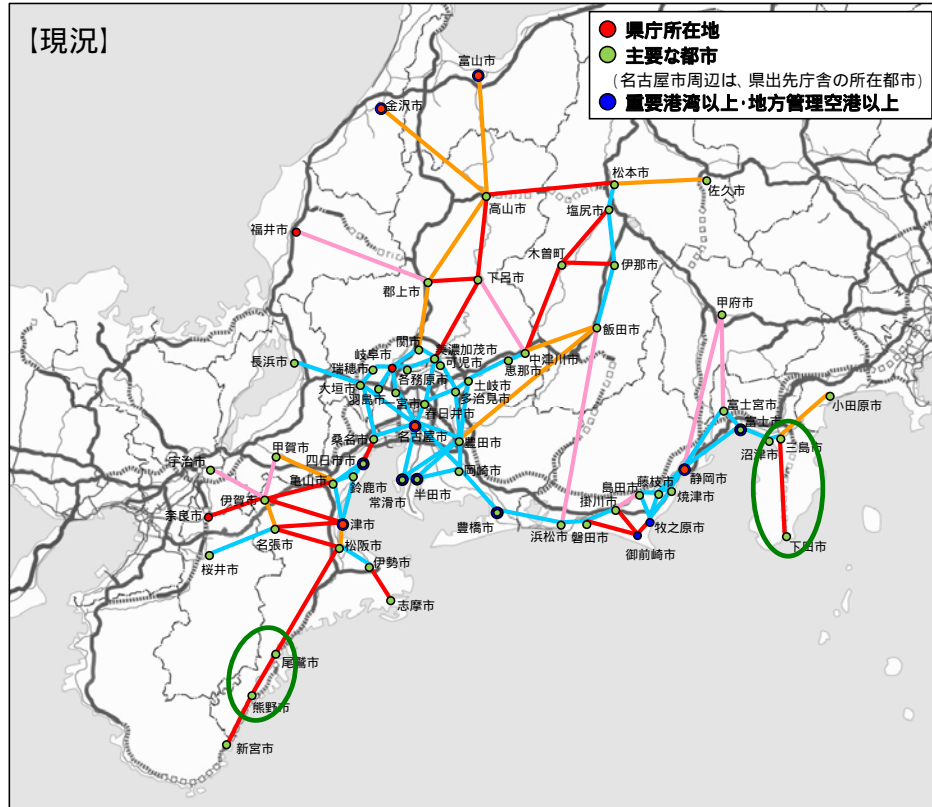 【現況】
県庁所在地
主要な都市
(名古屋市周辺は、県出先庁舎の所在都市)
重要港湾以上・地方管理空港以上
富山市
金沢市
松本市
佐久市
高山市
塩尻市
福井市
木曽町
伊那市
郡上市
下呂市
甲府市
飯田市
関市
美濃加茂市
中津川市
岐阜市
可児市
恵那市
長浜市
瑞穂市
各務原市
土岐市
大垣市
羽島市
一宮市
多治見市
春日井市
小田原市
富士宮市
富士市
桑名市
名古屋市
豊田市
沼津市
三島市
甲賀市
四日市市
宇治市
亀山市
鈴鹿市
岡崎市
静岡市
常滑市
半田市
島田市
藤枝市
焼津市
伊賀市
掛川市
奈良市
津市
豊橋市
浜松市
磐田市
牧之原市
名張市
御前崎市
下田市
松阪市
桜井市
伊勢市
志摩市
尾鷲市
熊野市
新宮市